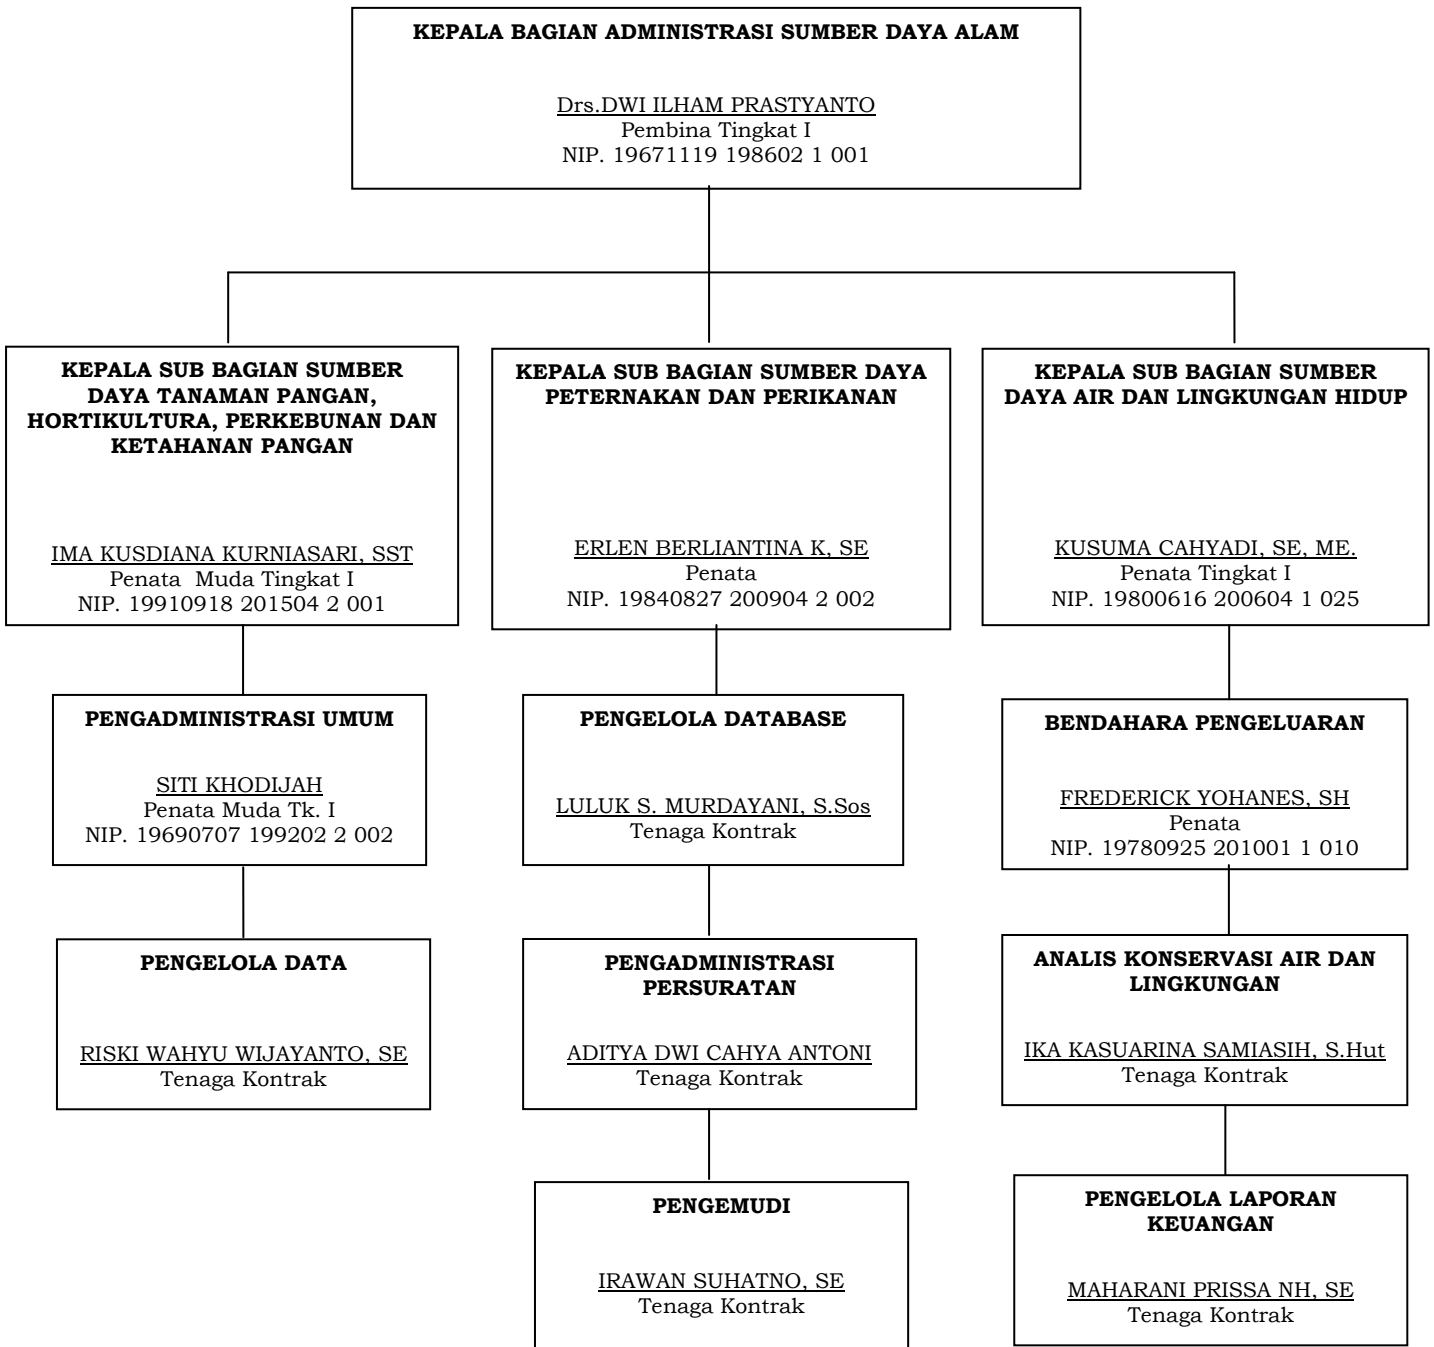 KEPALA BAGIAN ADMINISTRASI SUMBER DAYA ALAM
Drs.DWI ILHAM PRASTYANTO
Pembina Tingkat I
NIP. 19671119 198602 1 001
KEPALA SUB BAGIAN SUMBER
DAYA TANAMAN PANGAN,
HORTIKULTURA, PERKEBUNAN DAN
KETAHANAN PANGAN
IMA KUSDIANA KURNIASARI, SST
Penata  Muda Tingkat I
NIP. 19910918 201504 2 001
KEPALA SUB BAGIAN SUMBER DAYA
PETERNAKAN DAN PERIKANAN
ERLEN BERLIANTINA K, SE
Penata
NIP. 19840827 200904 2 002
KEPALA SUB BAGIAN SUMBER
DAYA AIR DAN LINGKUNGAN HIDUP
KUSUMA CAHYADI, SE, ME.
Penata Tingkat I
NIP. 19800616 200604 1 025
PENGADMINISTRASI UMUM
SITI KHODIJAH
Penata Muda Tk. I
NIP. 19690707 199202 2 002
PENGELOLA DATABASE
LULUK S. MURDAYANI, S.Sos
Tenaga Kontrak
BENDAHARA PENGELUARAN
FREDERICK YOHANES, SH
Penata
NIP. 19780925 201001 1 010
PENGELOLA DATA
RISKI WAHYU WIJAYANTO, SE
Tenaga Kontrak
PENGADMINISTRASI
PERSURATAN
ADITYA DWI CAHYA ANTONI
Tenaga Kontrak
ANALIS KONSERVASI AIR DAN
LINGKUNGAN
IKA KASUARINA SAMIASIH, S.Hut
Tenaga Kontrak
PENGEMUDI
IRAWAN SUHATNO, SE
Tenaga Kontrak
PENGELOLA LAPORAN
KEUANGAN
MAHARANI PRISSA NH, SE
Tenaga Kontrak